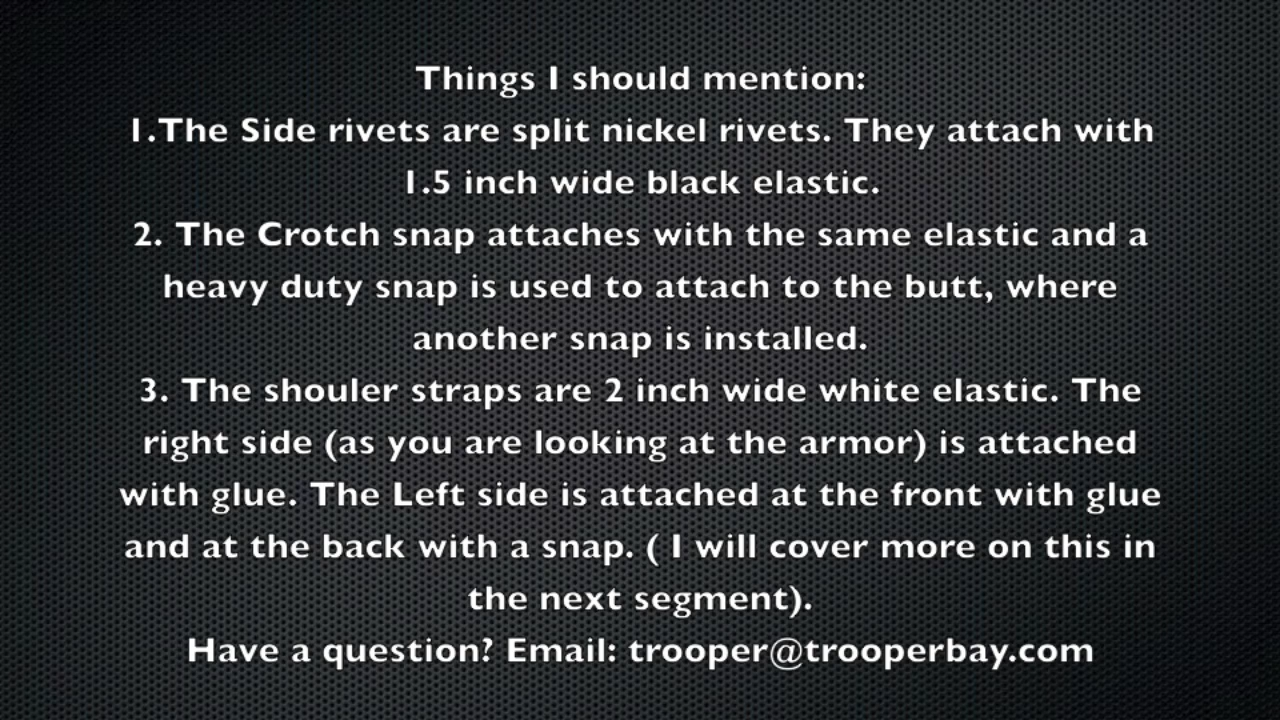 Things I should mention:
1.The Side rivets are split nickel rivets. They attach with
1.5 inch wide black elastic.
2. The Crotch snap attaches with the same elastic and a
heavy duty snap is used to attach to the butt, where
another snap is installed.
3. The shouler straps are 2 inch wide white elastic. The
right side (as you are looking at the armor) is attached
with glue. The Left side is attached at the front with glue
and at the back with a snap. ( I will cover more on this in
the next segment).
Have a question? Email: trooper@trooperbay.com